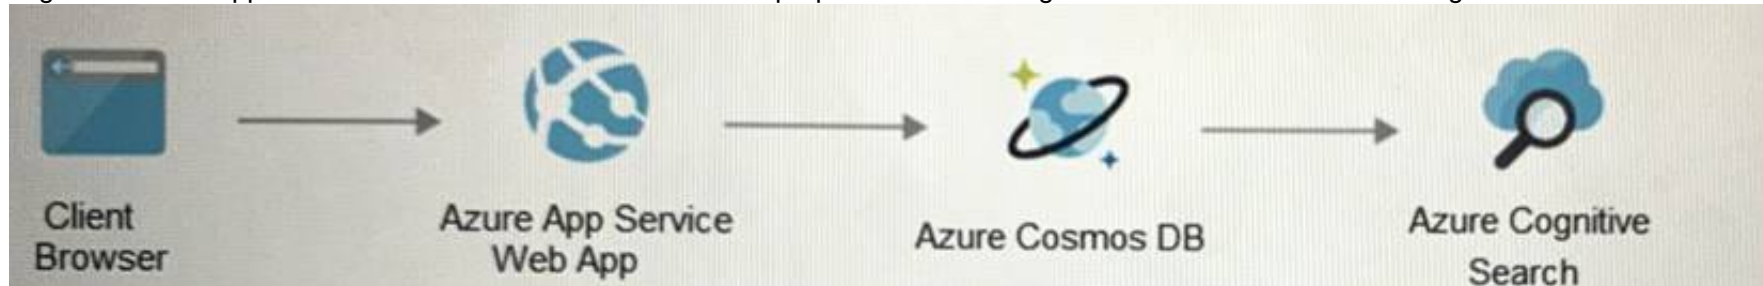 Client
Browser
Azure App Service
Web App
Azure Cosmos DB
Azure Cognitive
Search